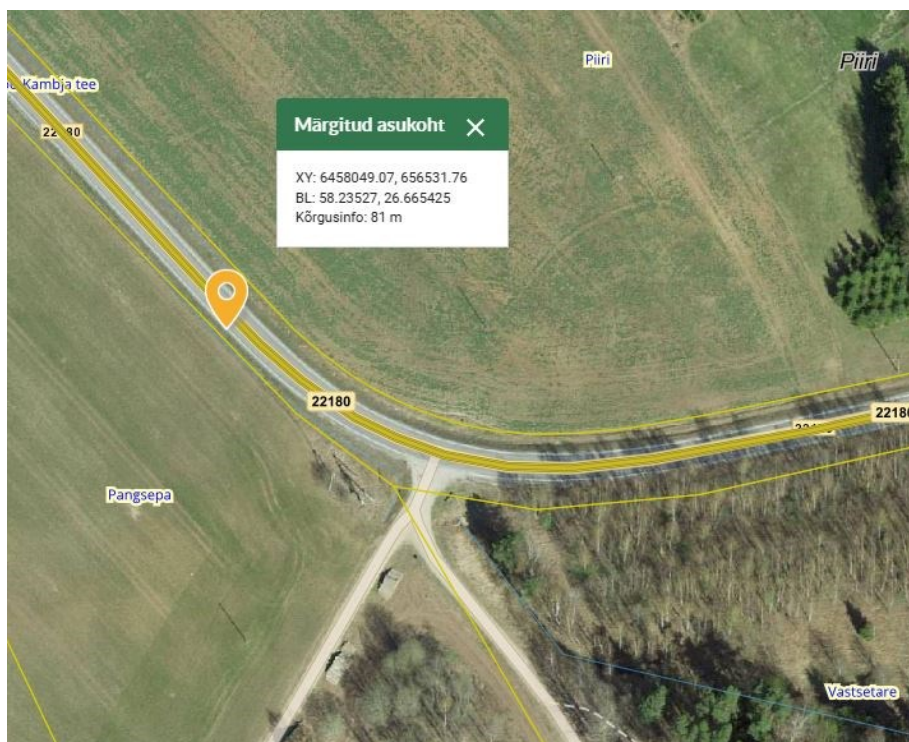 Piiri
Piiri
Kambja tee
22180
Märgitud asukoht
XY: 6458049.07, 656531.76
BL: 58.23527, 26.665425
Kõrgusinfo: 81 m
22180
22180
Pangsepa
Vastsetare